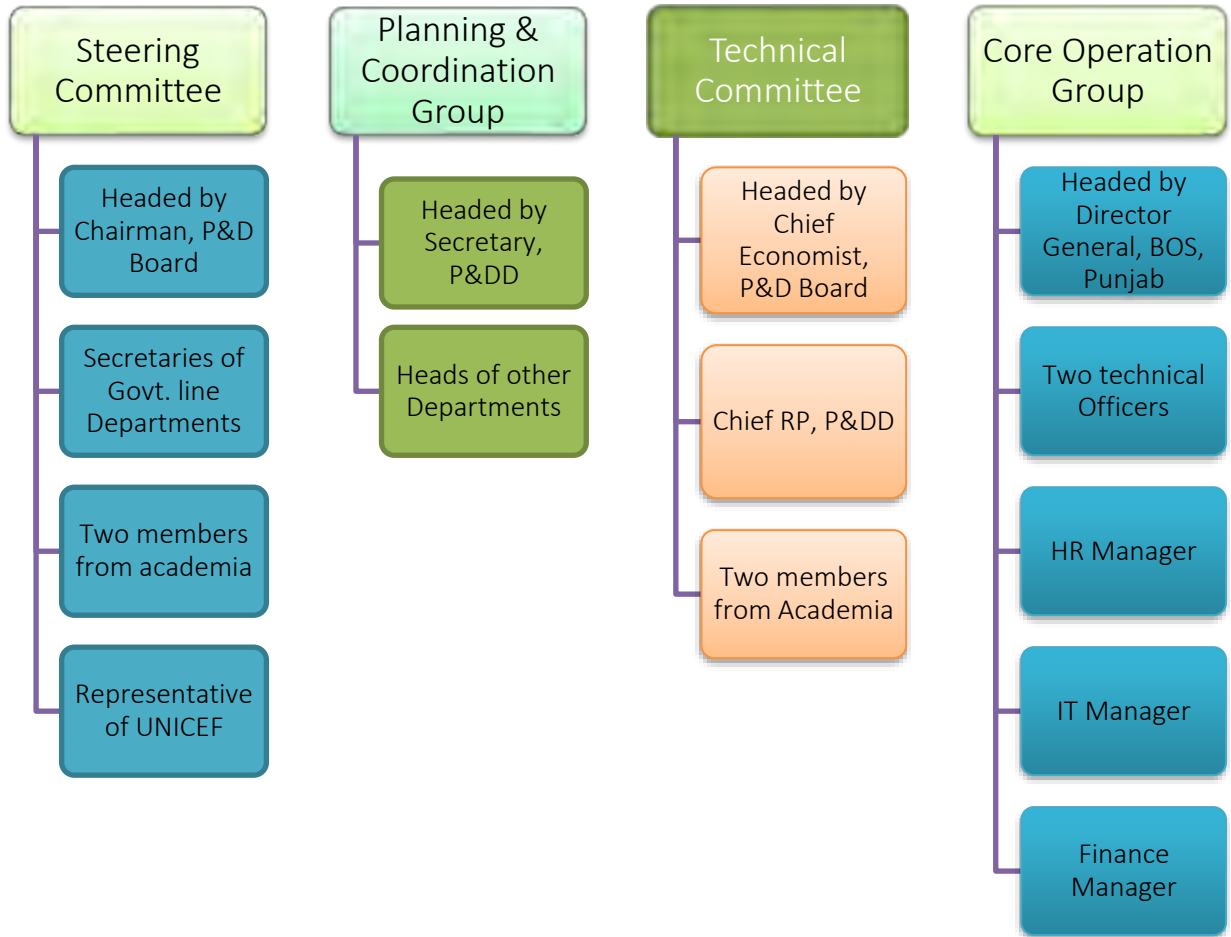 Steering
Committee
Headed by
Chairman, P&D
Board
Secretaries of
Govt. line
Departments
Two members
from academia
Representative
of UNICEF
Planning &
Coordination
Group
Headed by
Secretary,
P&DD
Heads of other
Departments
Technical
Committee
Headed by
Chief
Economist,
P&D Board
Chief RP, P&DD
Two members
from Academia
Core Operation
Group
Headed by
Director
General, BOS,
Punjab
Two technical
Officers
HR Manager
IT Manager
Finance
Manager